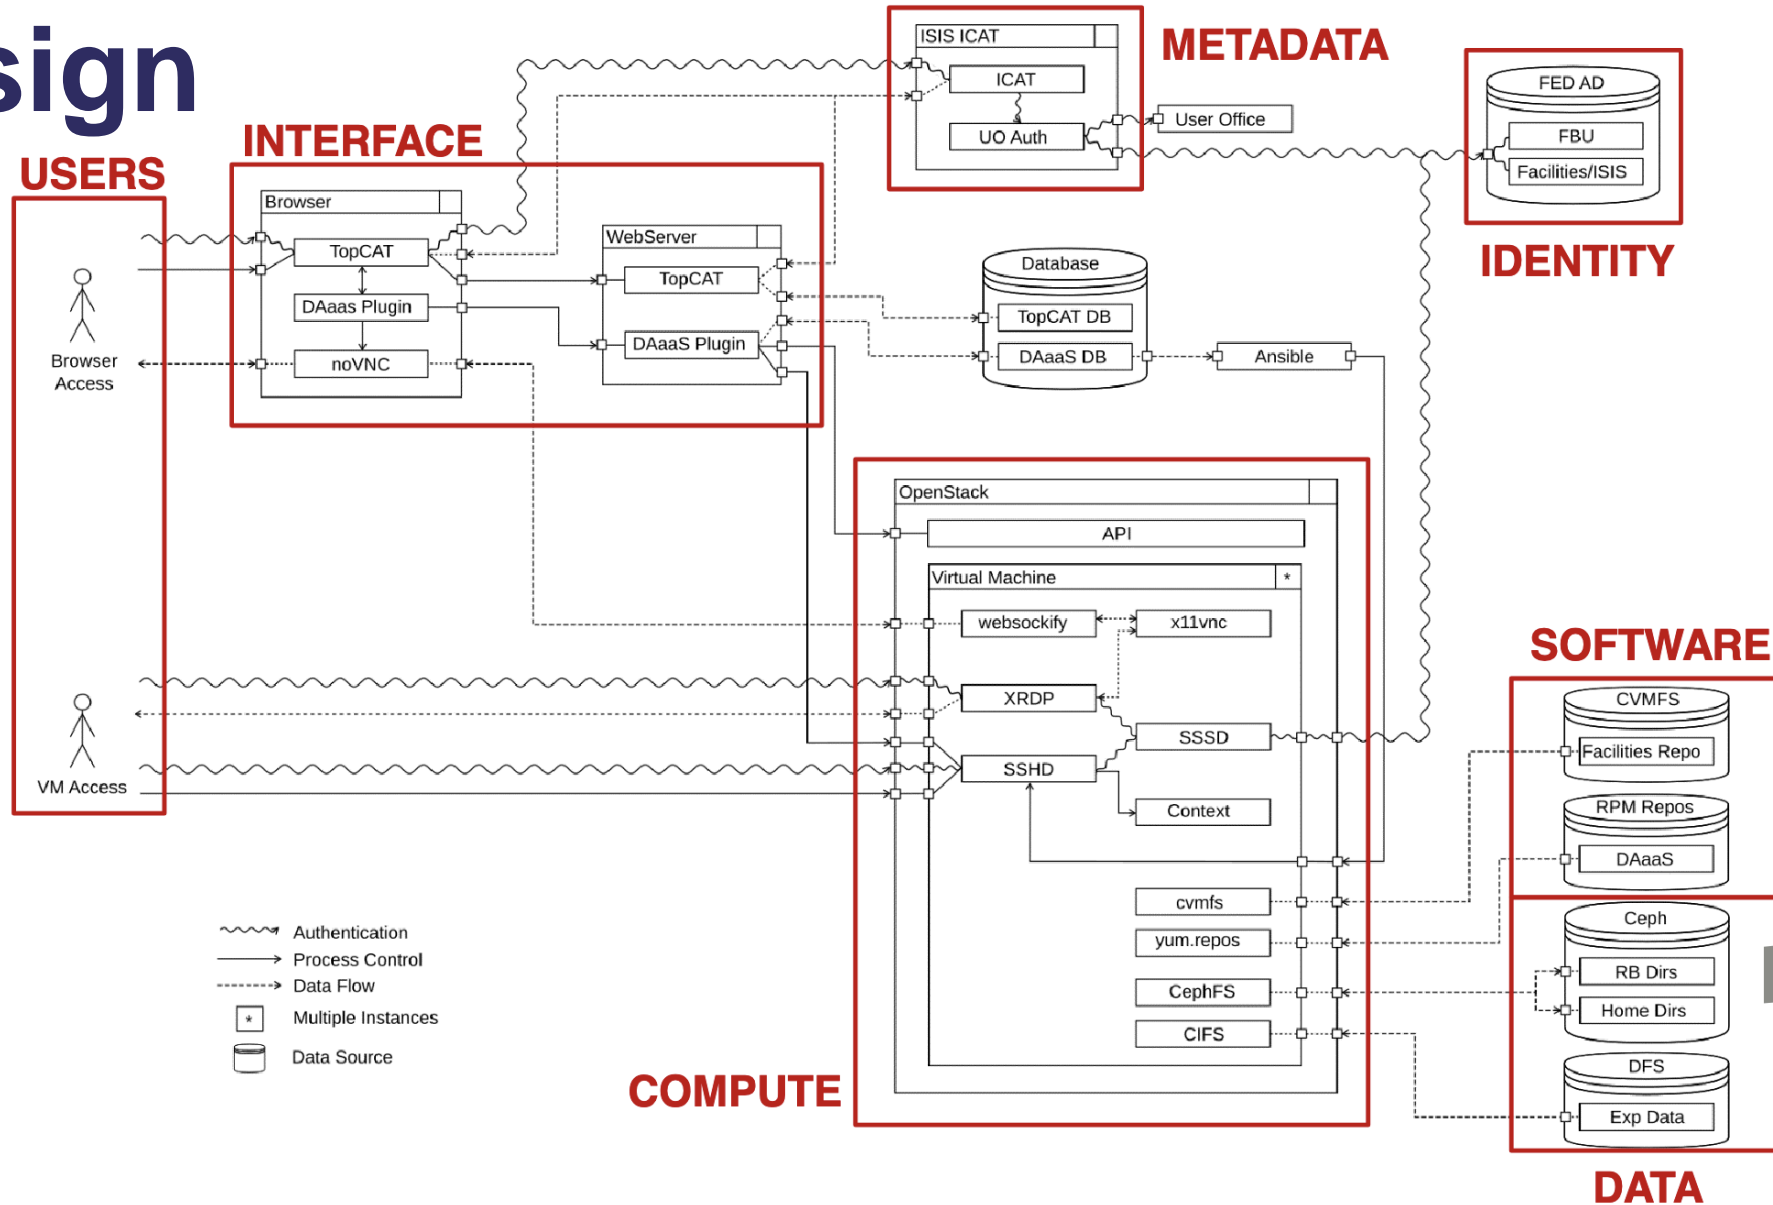 sign
METADATA
IDENTITY
INTERFACE
USERS
ISIS ICAT
ICAT
UO Auth
User Office
FED AD
FBU
Facilities/ISIS
Browser
TopCAT
DAaas Plugin
noVNC
WebServer
TopCAT
DAaaS Plugin
Browser
Access
VM Access
Database
TopCAT DB
DAaaS DB
Ansible
OpenStack
API
Virtual Machine
*
websockify
x11vnc
XRDP
SSSD
SSHD
Context
cvmfs
yum.repos
CephFS
CIFS
COMPUTE
SOFTWARE
CVMFS
Facilities Repo
RPM Repos
DAaaS
Ceph
RB Dirs
Home Dirs
DFS
Exp Data
DATA
Authentication
Process Control
Data Flow
*
Multiple Instances
Data Source